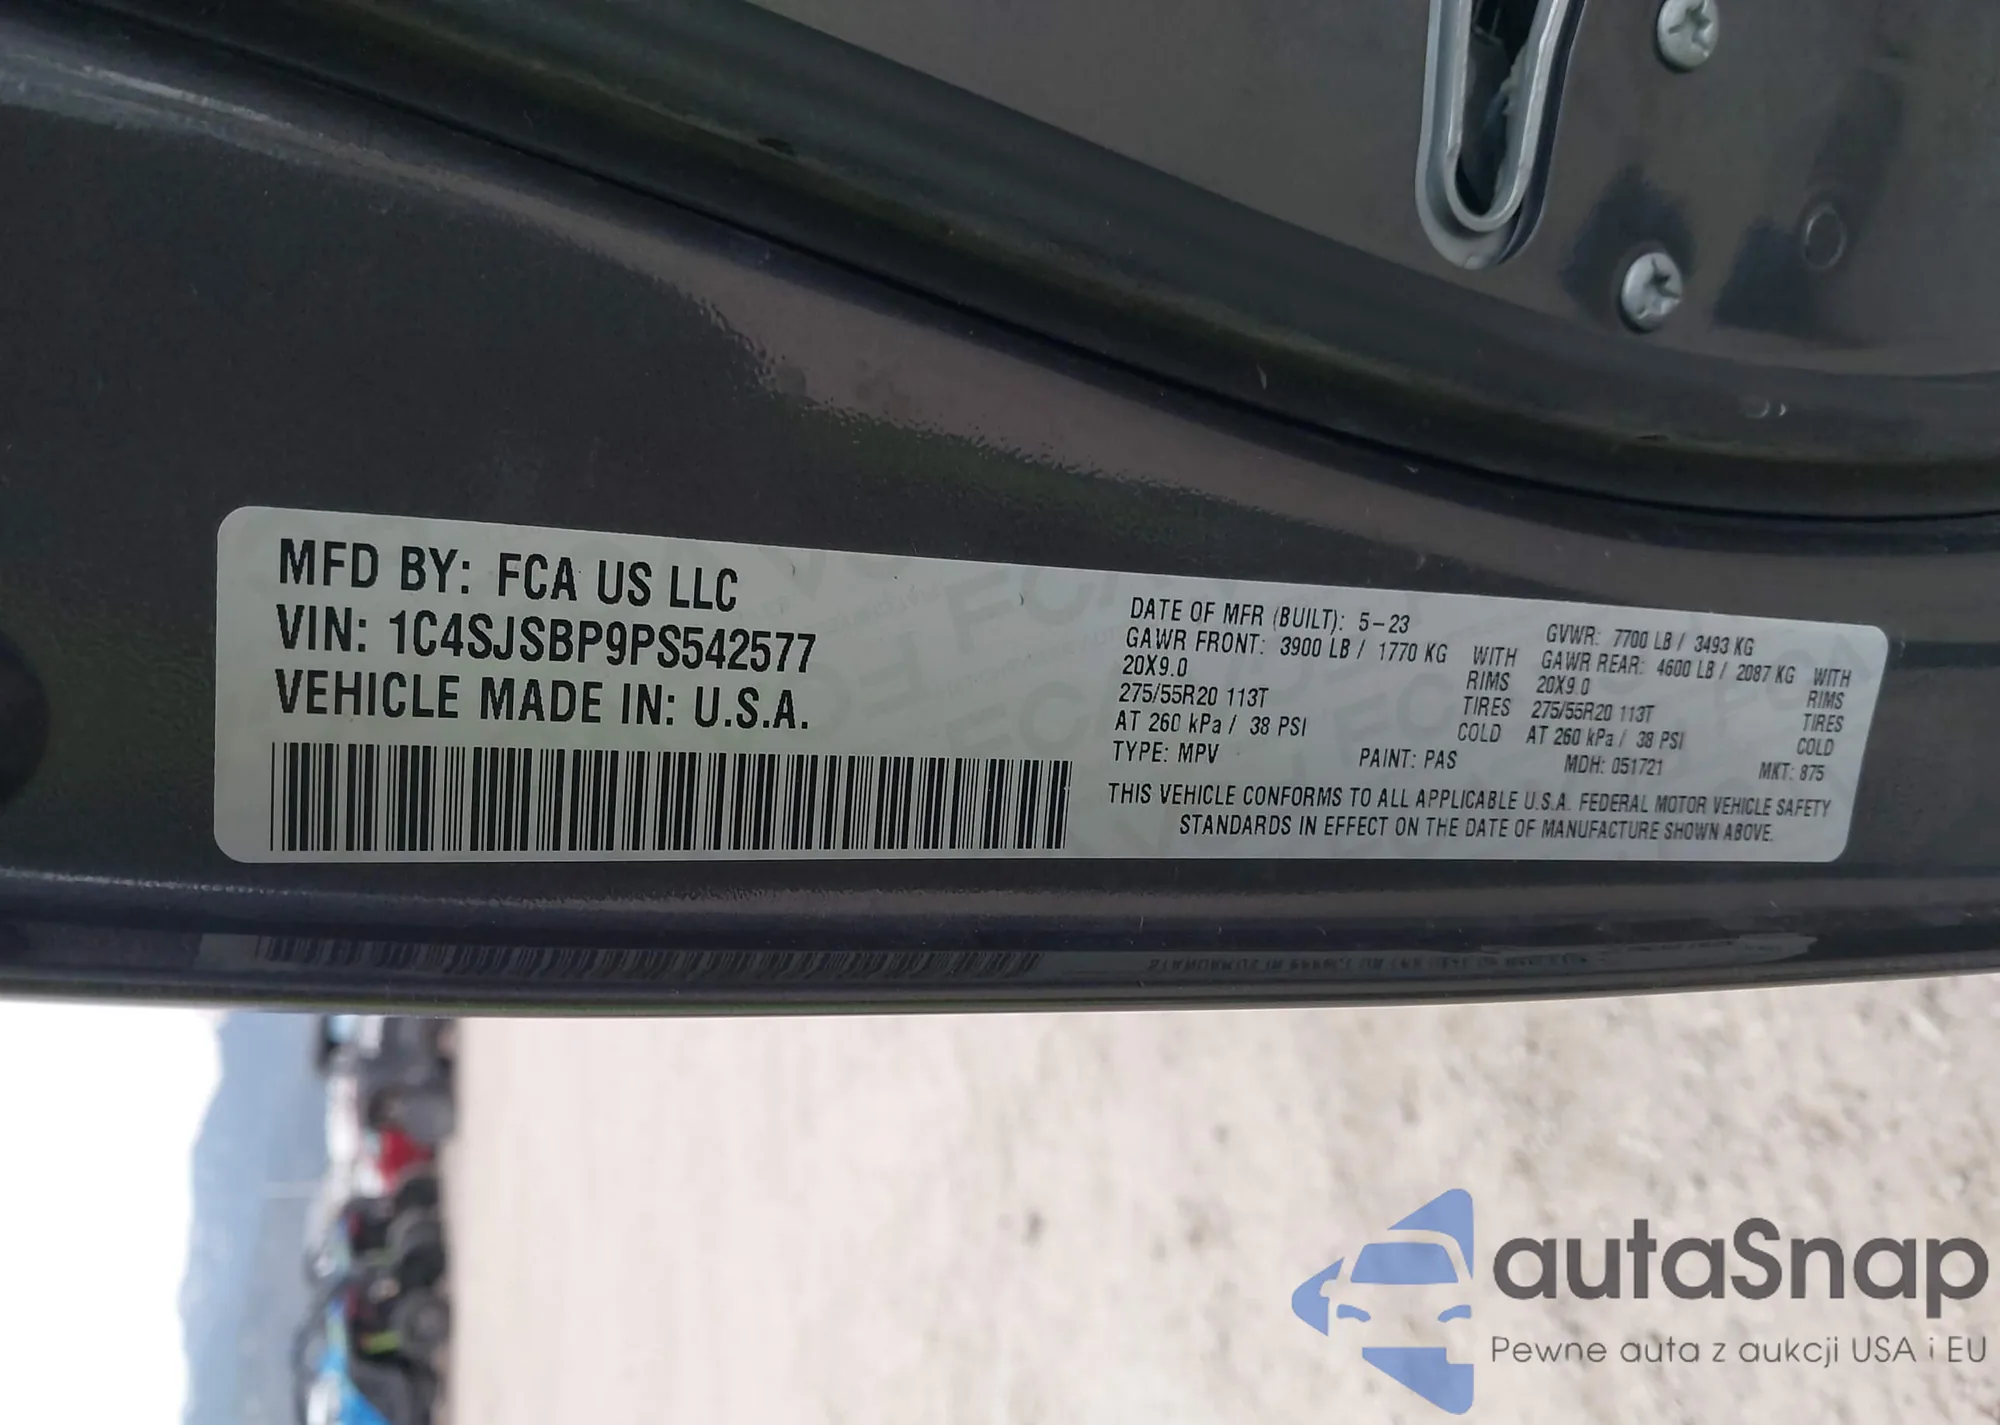 MFD BY: FCA US LLC
VIN: 1C4SJSBP9PS542577
VEHICLE MADE IN: U.S.A.
DATE OF MFR (BUILT): 5-23
GAWR FRONT: 3900 LB / 1770 KG WITH
20X9.0 RIMS
275/55R20 113T TIRES
AT 260 kPa / 38 PSI COLD
GVWR: 7700 LB / 3493 KG
GAWR REAR: 4600 LB / 2087 KG WITH
20X9.0 RIMS
275/55R20 113T TIRES
AT 260 kPa / 38 PSI COLD
TYPE: MPV PAINT: PAS MDH: 051721 MKT: 875
THIS VEHICLE CONFORMS TO ALL APPLICABLE U.S.A. FEDERAL MOTOR VEHICLE SAFETY
STANDARDS IN EFFECT ON THE DATE OF MANUFACTURE SHOWN ABOVE.
autaSnap
Pewne auta z aukcji USA i EU